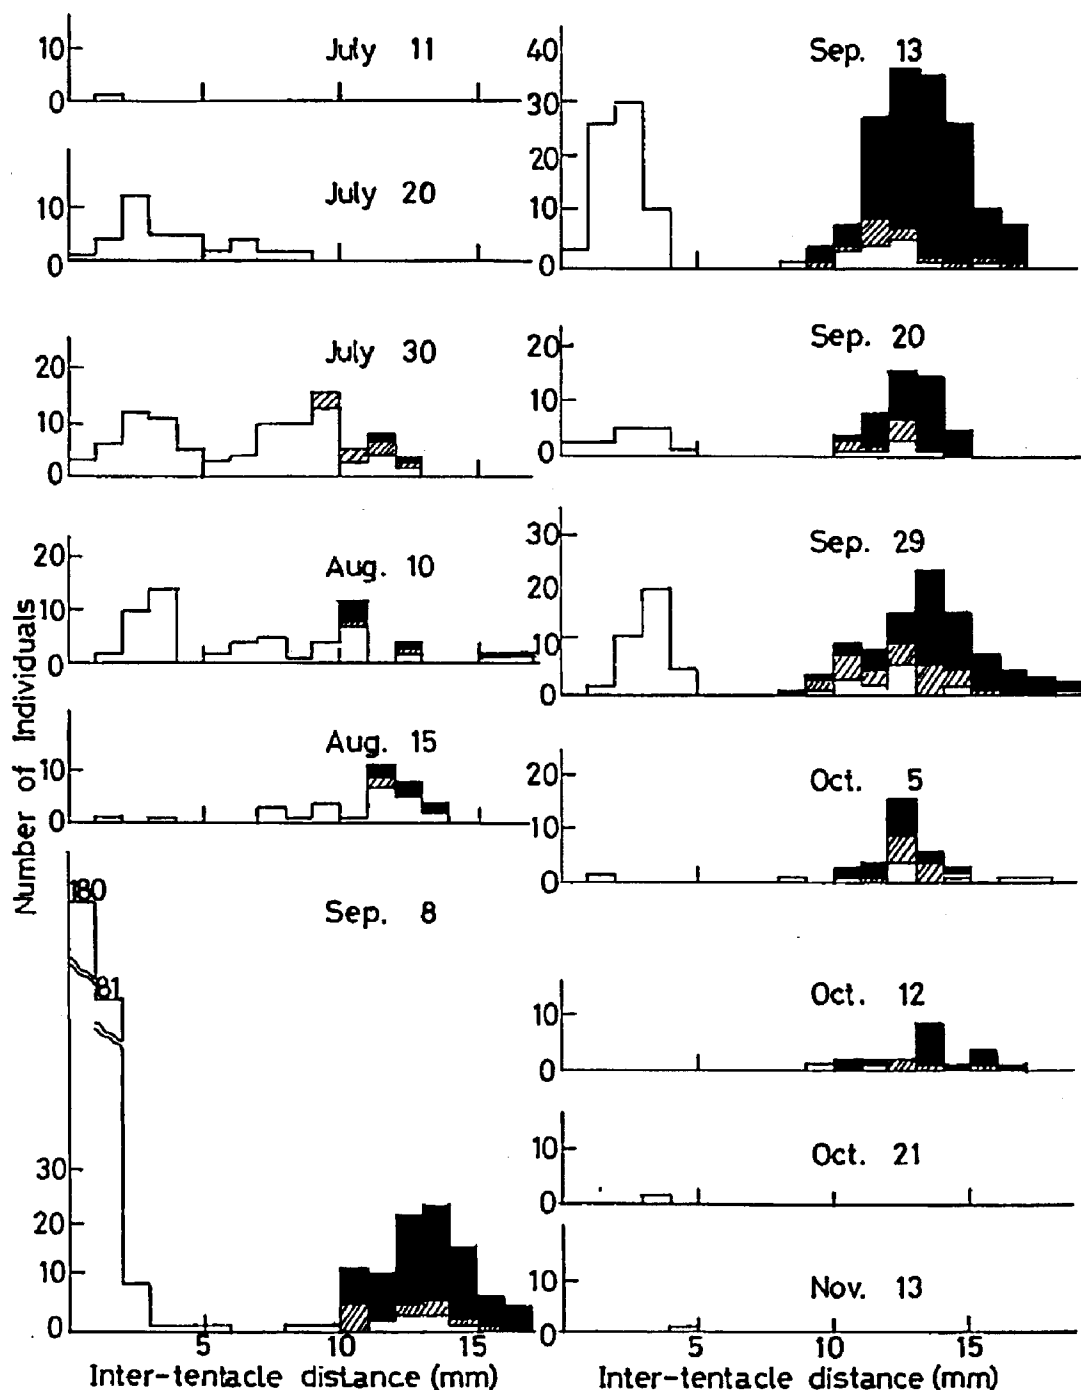 Number of Individuals
July 11
10
0
July 20
10
0
July 30
20
10
0
Aug. 10
20
10
0
Aug. 15
10
0
Sep. 8
180
81
30
20
10
0
5
10
15
Inter-tentacle distance (mm)
Sep. 13
40
30
20
10
0
Sep. 20
20
10
0
Sep. 29
30
20
10
0
Oct. 5
20
10
0
Oct. 12
10
0
Oct. 21
10
0
Nov. 13
10
0
5
10
15
Inter-tentacle distance (mm)